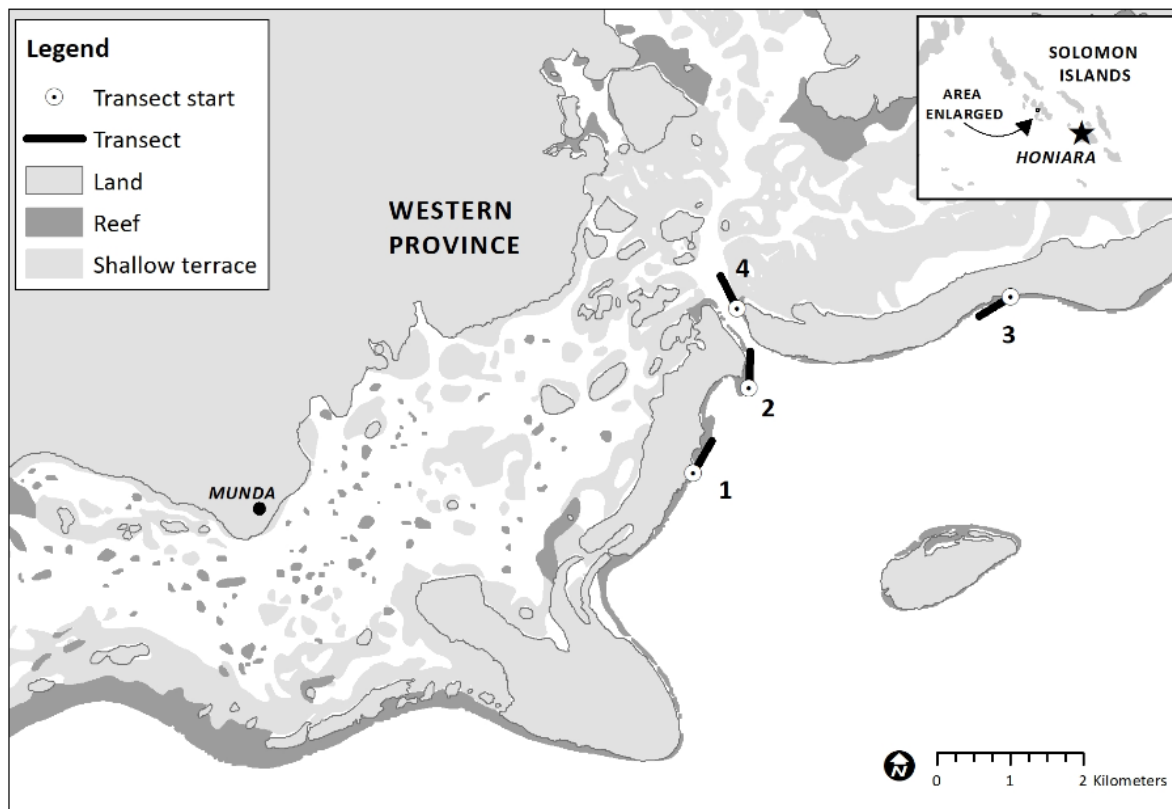 Legend
Transect start
Transect
Land
Reef
Shallow terrace
WESTERN
PROVINCE
SOLOMON
ISLANDS
AREA
ENLARGED
HONIARA
4
3
2
1
MUNDA
N
0 1 2 Kilometers